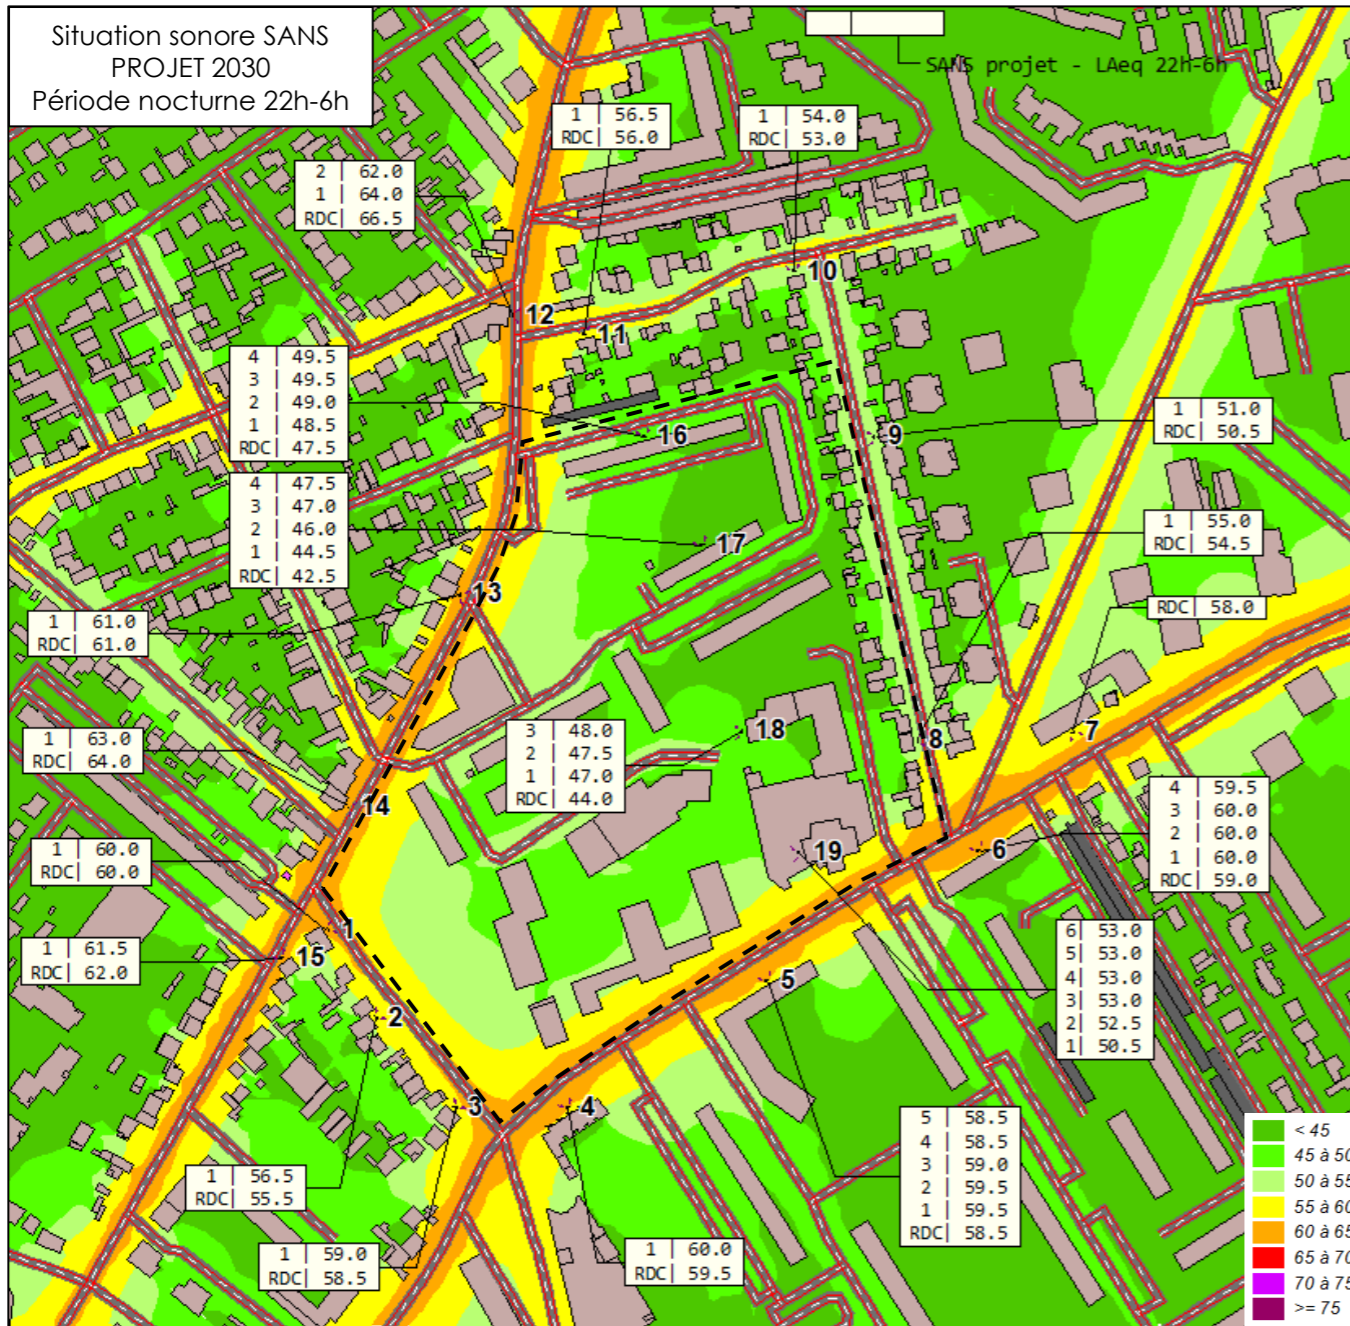 Situation sonore SANS
PROJET 2030
Période nocturne 22h-6h
SANS projet - LAeq 22h-6h
1 | 56.5
RDC| 56.0
1 | 54.0
RDC| 53.0
2 | 62.0
1 | 64.0
RDC| 66.5
10
12
11
4 | 49.5
3 | 49.5
2 | 49.0
1 | 48.5
RDC| 47.5
16
9
1 | 51.0
RDC| 50.5
4 | 47.5
3 | 47.0
2 | 46.0
1 | 44.5
RDC| 42.5
17
1 | 55.0
RDC| 54.5
13
RDC| 58.0
1 | 61.0
RDC| 61.0
1 | 63.0
RDC| 64.0
3 | 48.0
2 | 47.5
1 | 47.0
RDC| 44.0
18
8
7
14
4 | 59.5
3 | 60.0
2 | 60.0
1 | 60.0
RDC| 59.0
1 | 60.0
RDC| 60.0
19
6
1
1 | 61.5
RDC| 62.0
15
6| 53.0
5| 53.0
4| 53.0
3| 53.0
2| 52.5
1| 50.5
5
2
3
4
5 | 58.5
4 | 58.5
3 | 59.0
2 | 59.5
1 | 59.5
RDC| 58.5
1 | 56.5
RDC| 55.5
1 | 59.0
RDC| 58.5
1 | 60.0
RDC| 59.5
< 45
45 à 50
50 à 55
55 à 60
60 à 65
65 à 70
70 à 75
>= 75